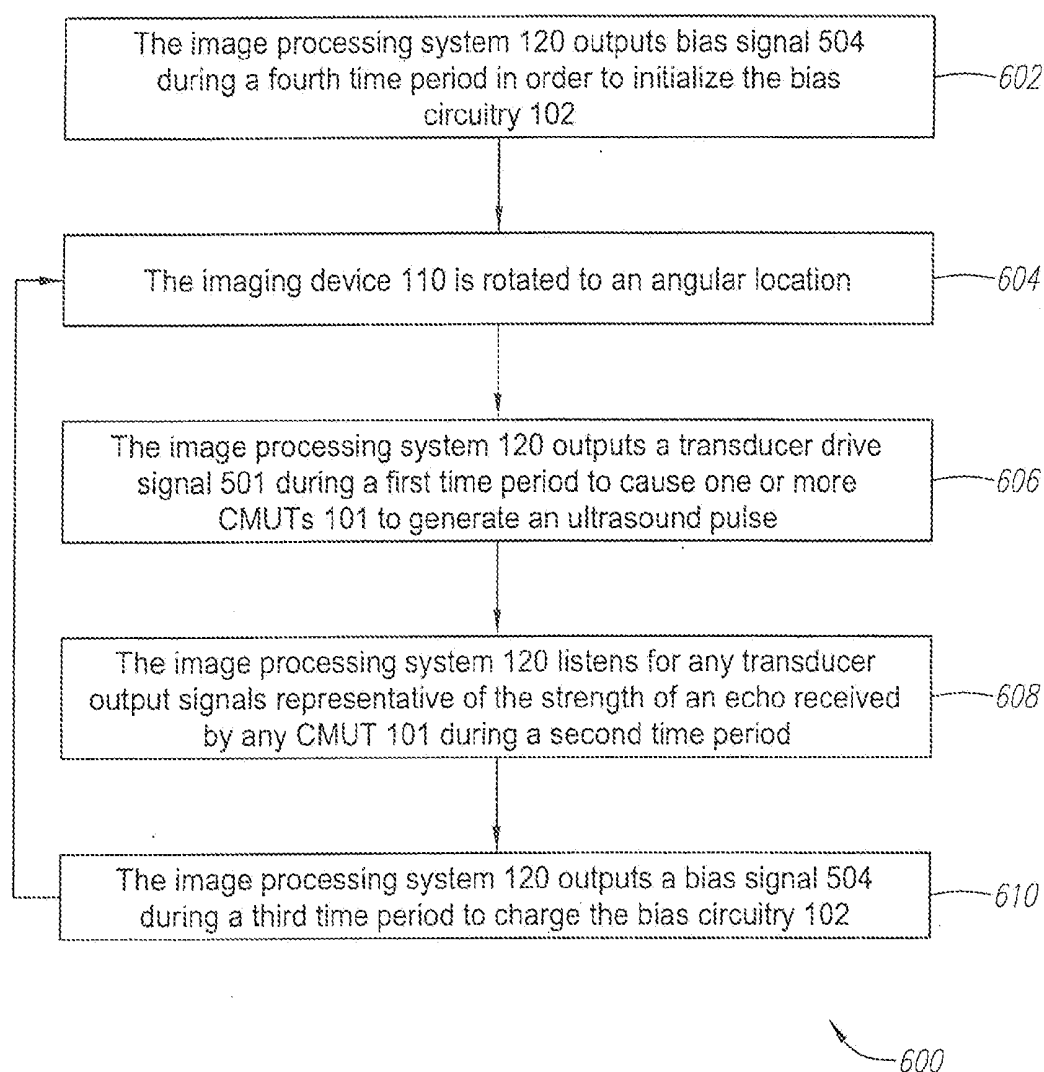 The image processing system 120 outputs bias signal 504
during a fourth time period in order to initialize the bias
circuitry 102
602
The imaging device 110 is rotated to an angular location
604
The image processing system 120 outputs a transducer drive
signal 501 during a first time period to cause one or more
CMUTs 101 to generate an ultrasound pulse
606
The image processing system 120 listens for any transducer
output signals representative of the strength of an echo received
by any CMUT 101 during a second time period
608
The image processing system 120 outputs a bias signal 504
during a third time period to charge the bias circuitry 102
610
600